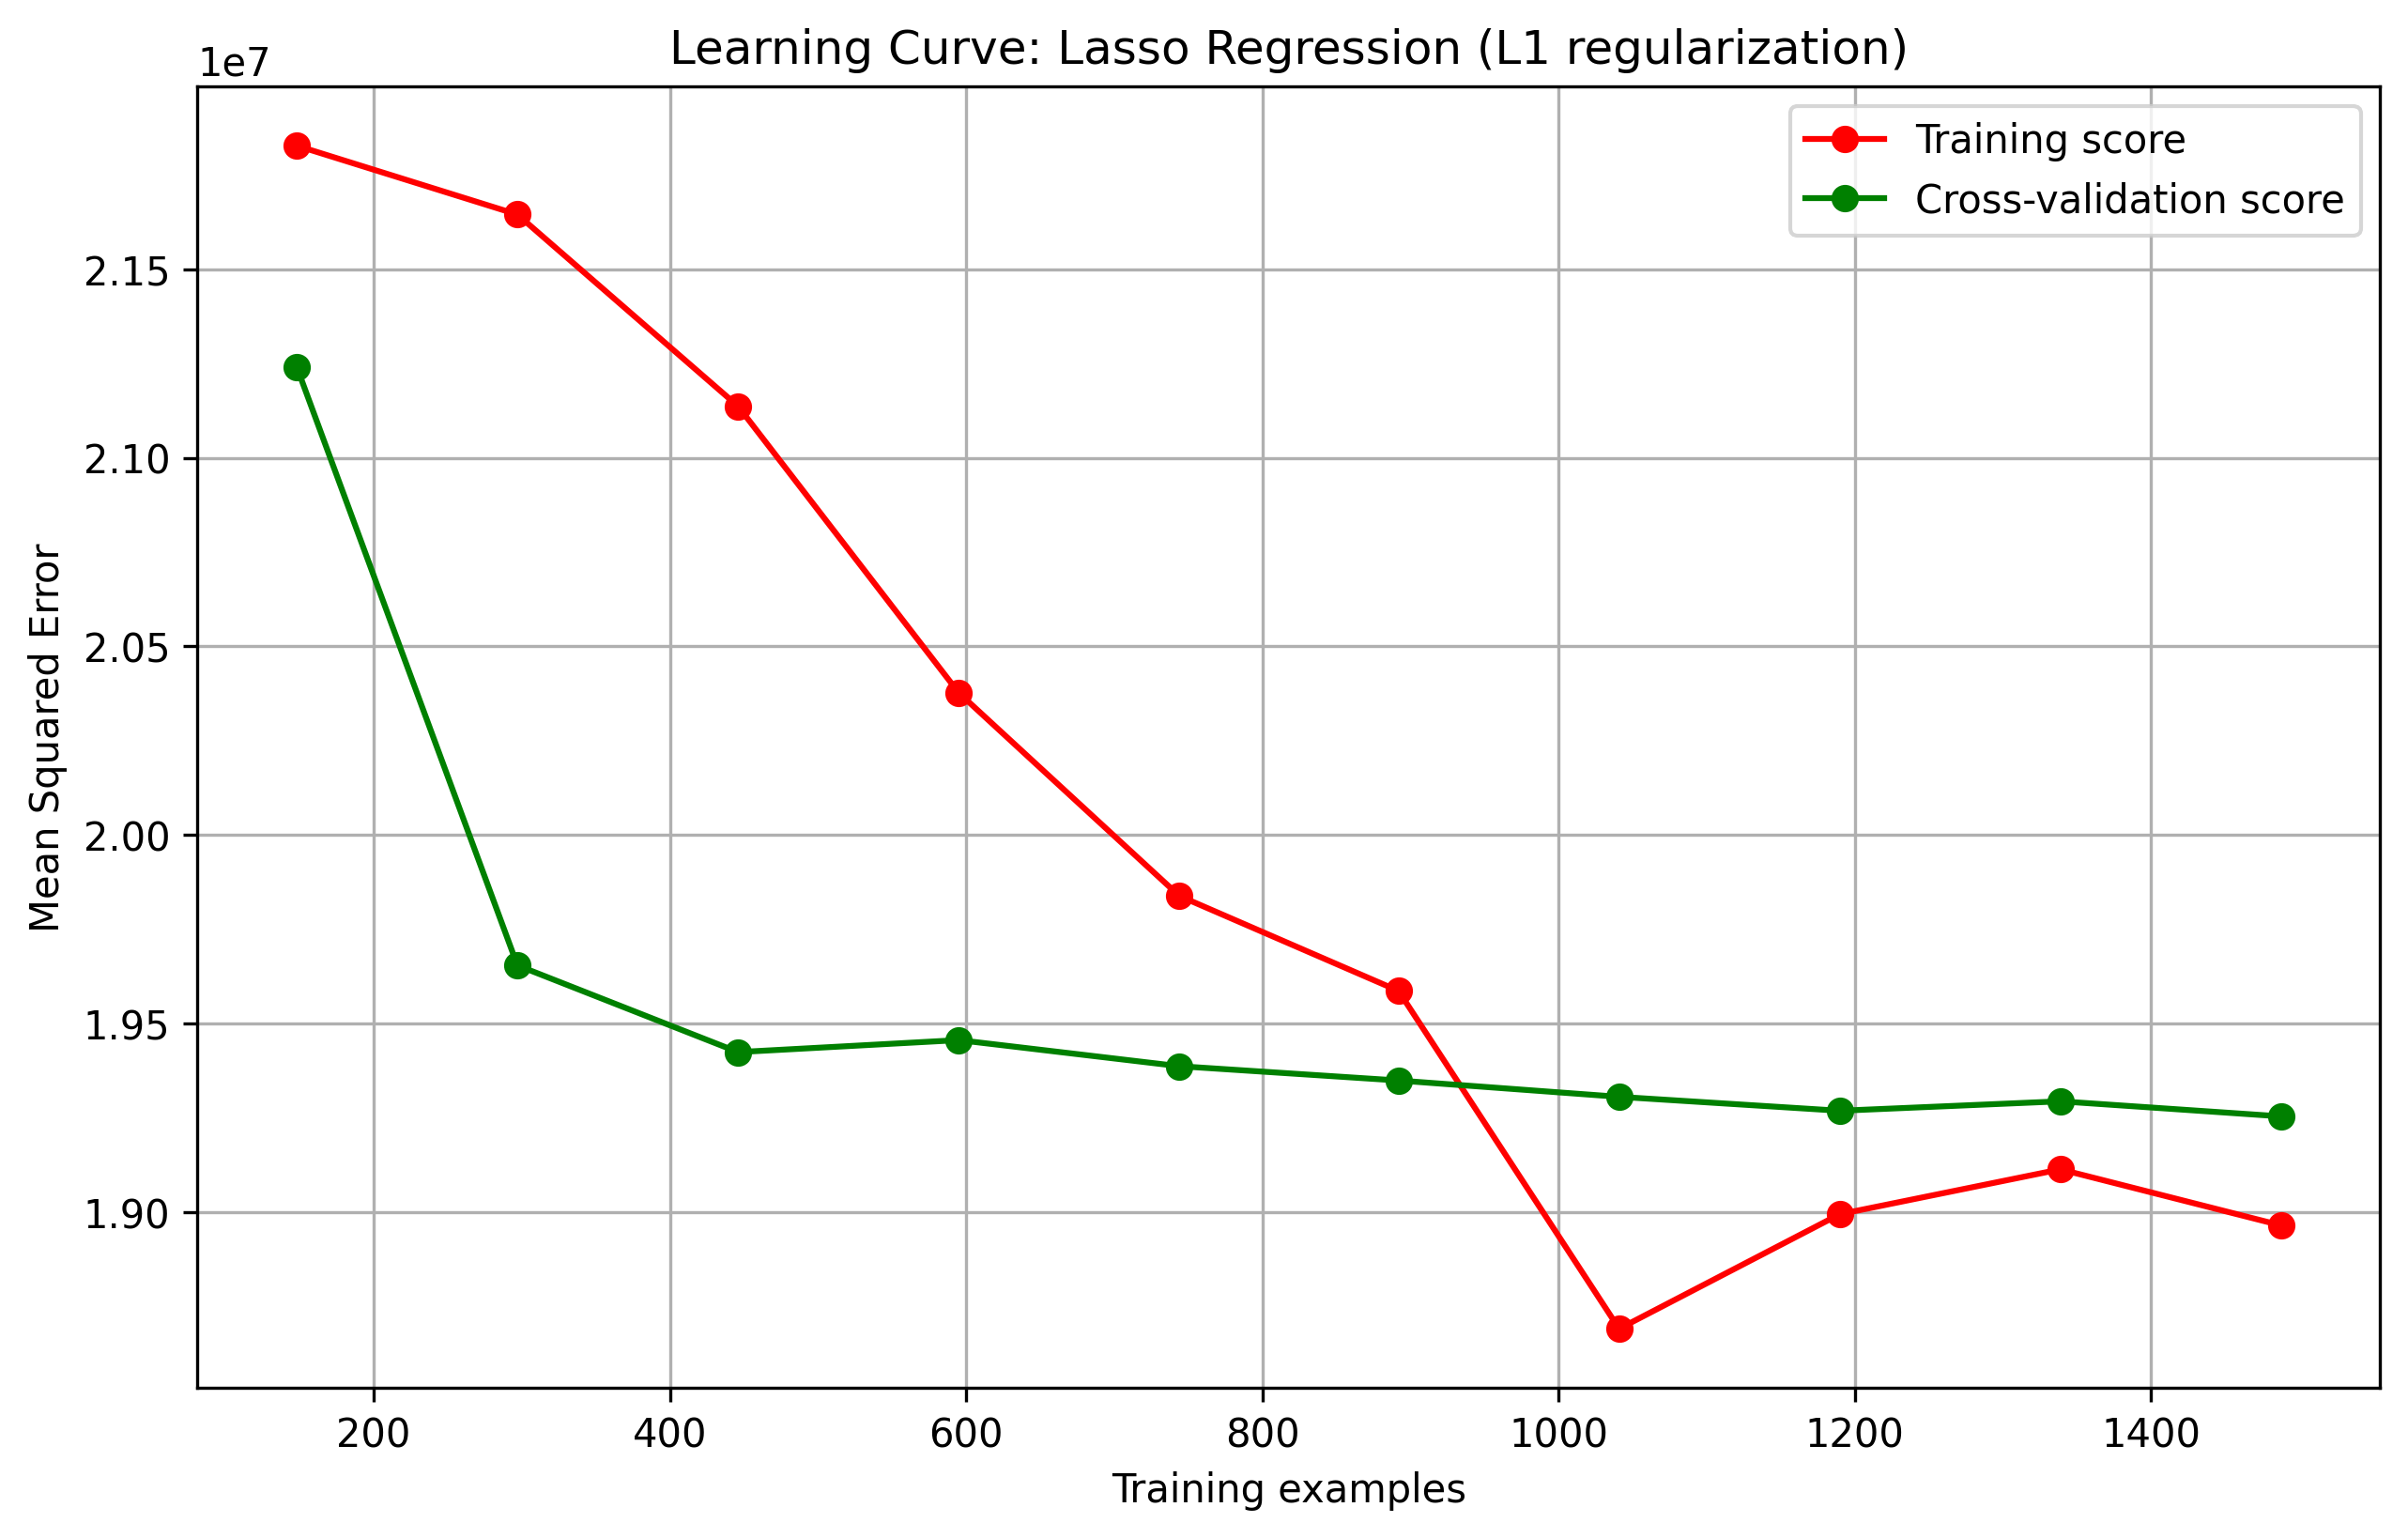 Learning Curve: Lasso Regression (L1 regularization)
1e7
Training score
Cross-validation score
2.15
2.10
2.05
2.00
1.95
1.90
Mean Squared Error
200 400 600 800 1000 1200 1400
Training examples